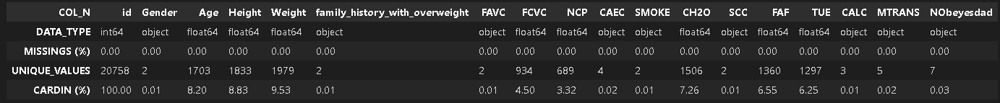 COL_N id Gender Age Height Weight family_history_with_overweight FAVC FCVC NCP CAEC SMOKE CH2O SCC FAF TUE CALC MTRANS NObeyesdad
DATA_TYPE int64 object float64 float64 float64 object object float64 float64 object object float64 object float64 float64 object object object
MISSINGS (%) 0.00 0.00 0.00 0.00 0.00 0.00 0.00 0.00 0.00 0.00 0.00 0.00 0.00 0.00 0.00 0.00 0.00 0.00
UNIQUE_VALUES 20758 2 1703 1833 1979 2 2 934 689 4 2 1506 2 1360 1297 3 5 7
CARDIN (%) 100.00 0.01 8.20 8.83 9.53 0.01 0.01 4.50 3.32 0.02 0.01 7.26 0.01 6.55 6.25 0.01 0.02 0.03